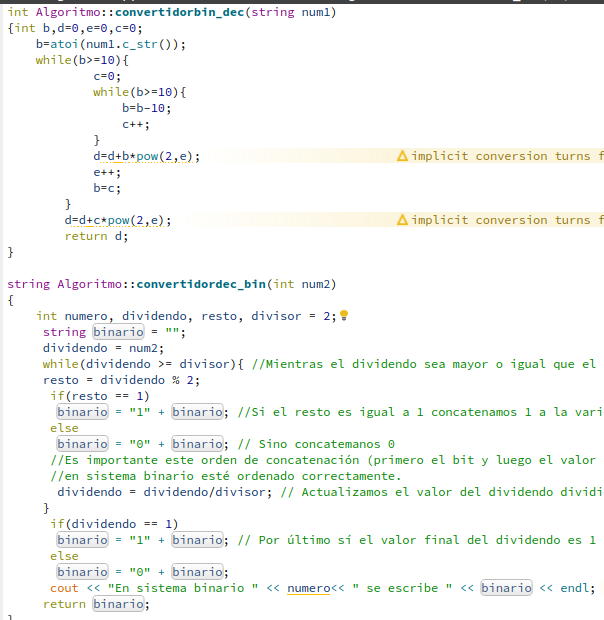 int Algoritmo::convertidorbin_dec(string num1)
{int b,d=0,e=0,c=0;
b=atoi(num1.c_str());
while(b>=10){
c=0;
while(b>=10){
b=b-10;
c++;
}
d=d+b*pow(2,e); implicit conversion turns f
e++;
b=c;
}
d=d+c*pow(2,e); implicit conversion turns f
return d;
}
string Algoritmo::convertidordec_bin(int num2)
{
int numero, dividendo, resto, divisor = 2;
string binario = "";
dividendo = num2;
while(dividendo >= divisor){ //Mientras el dividendo sea mayor o igual que el
resto = dividendo % 2;
if(resto == 1)
binario = "1" + binario; //Si el resto es igual a 1 concatenamos 1 a la vari
else
binario = "0" + binario; // Sino concatemanos 0
//Es importante este orden de concatenación (primero el bit y luego el valor
//en sistema binario esté ordenado correctamente.
dividendo = dividendo/divisor; // Actualizamos el valor del dividendo dividi
}
if(dividendo == 1)
binario = "1" + binario; // Por último sí el valor final del dividendo es 1
else
binario = "0" + binario;
cout << "En sistema binario " << numero<< " se escribe " << binario << endl;
return binario;
}